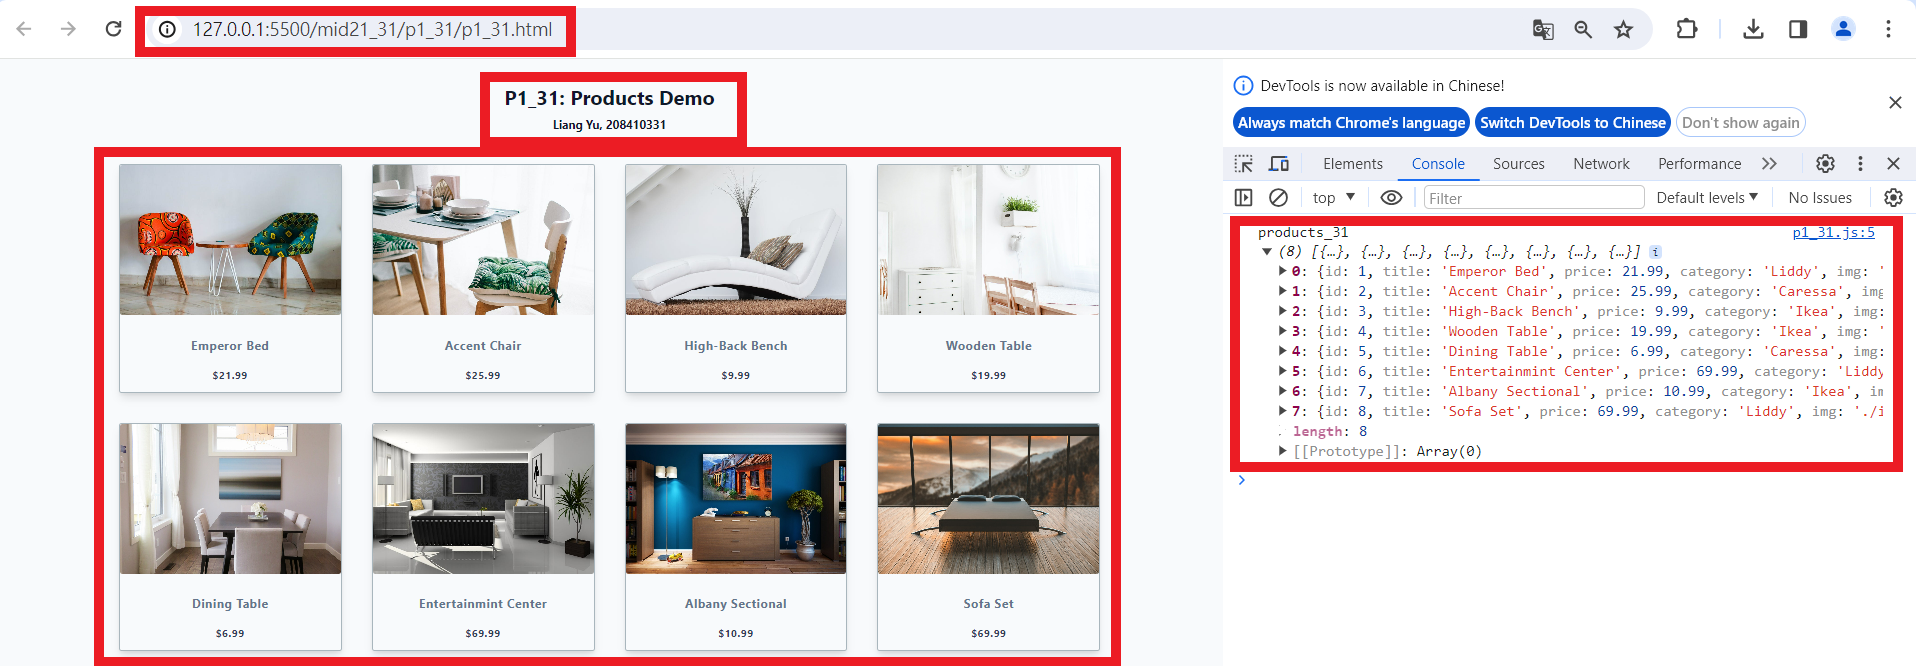 127.0.0.1:5500/mid21_31/p1_31/p1_31.html
P1_31: Products Demo
Liang Yu, 208410331
Emperor Bed
$21.99
Accent Chair
$25.99
High-Back Bench
$9.99
Wooden Table
$19.99
Dining Table
$6.99
Entertainmint Center
$69.99
Albany Sectional
$10.99
Sofa Set
$69.99
DevTools is now available in Chinese!
Always match Chrome's language Switch DevTools to Chinese Don't show again
Elements Console Sources Network Performance
top Filter Default levels No Issues
products_31 p1_31.js:5
(8) [{…}, {…}, {…}, {…}, {…}, {…}, {…}, {…}]
0: {id: 1, title: 'Emperor Bed', price: 21.99, category: 'Liddy', img: '
1: {id: 2, title: 'Accent Chair', price: 25.99, category: 'Caressa', img
2: {id: 3, title: 'High-Back Bench', price: 9.99, category: 'Ikea', img:
3: {id: 4, title: 'Wooden Table', price: 19.99, category: 'Ikea', img: '
4: {id: 5, title: 'Dining Table', price: 6.99, category: 'Caressa', img:
5: {id: 6, title: 'Entertainmint Center', price: 69.99, category: 'Liddy
6: {id: 7, title: 'Albany Sectional', price: 10.99, category: 'Ikea', im
7: {id: 8, title: 'Sofa Set', price: 69.99, category: 'Liddy', img: './i
length: 8
[[Prototype]]: Array(0)